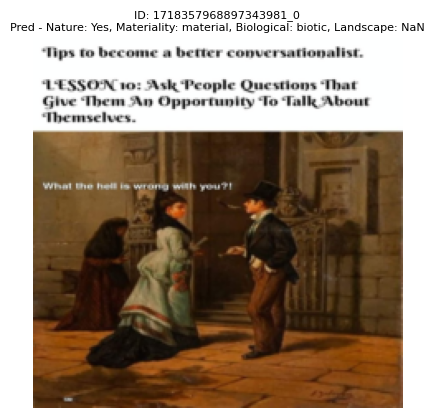 ID: 1718357968897343981_0
Pred - Nature: Yes, Materiality: material, Biological: biotic, Landscape: NaN
Tips to become a better conversationalist.
LESSON 10: Ask People Questions That
Give Them An Opportunity To Talk About
Themselves.
What the hell is wrong with you?!